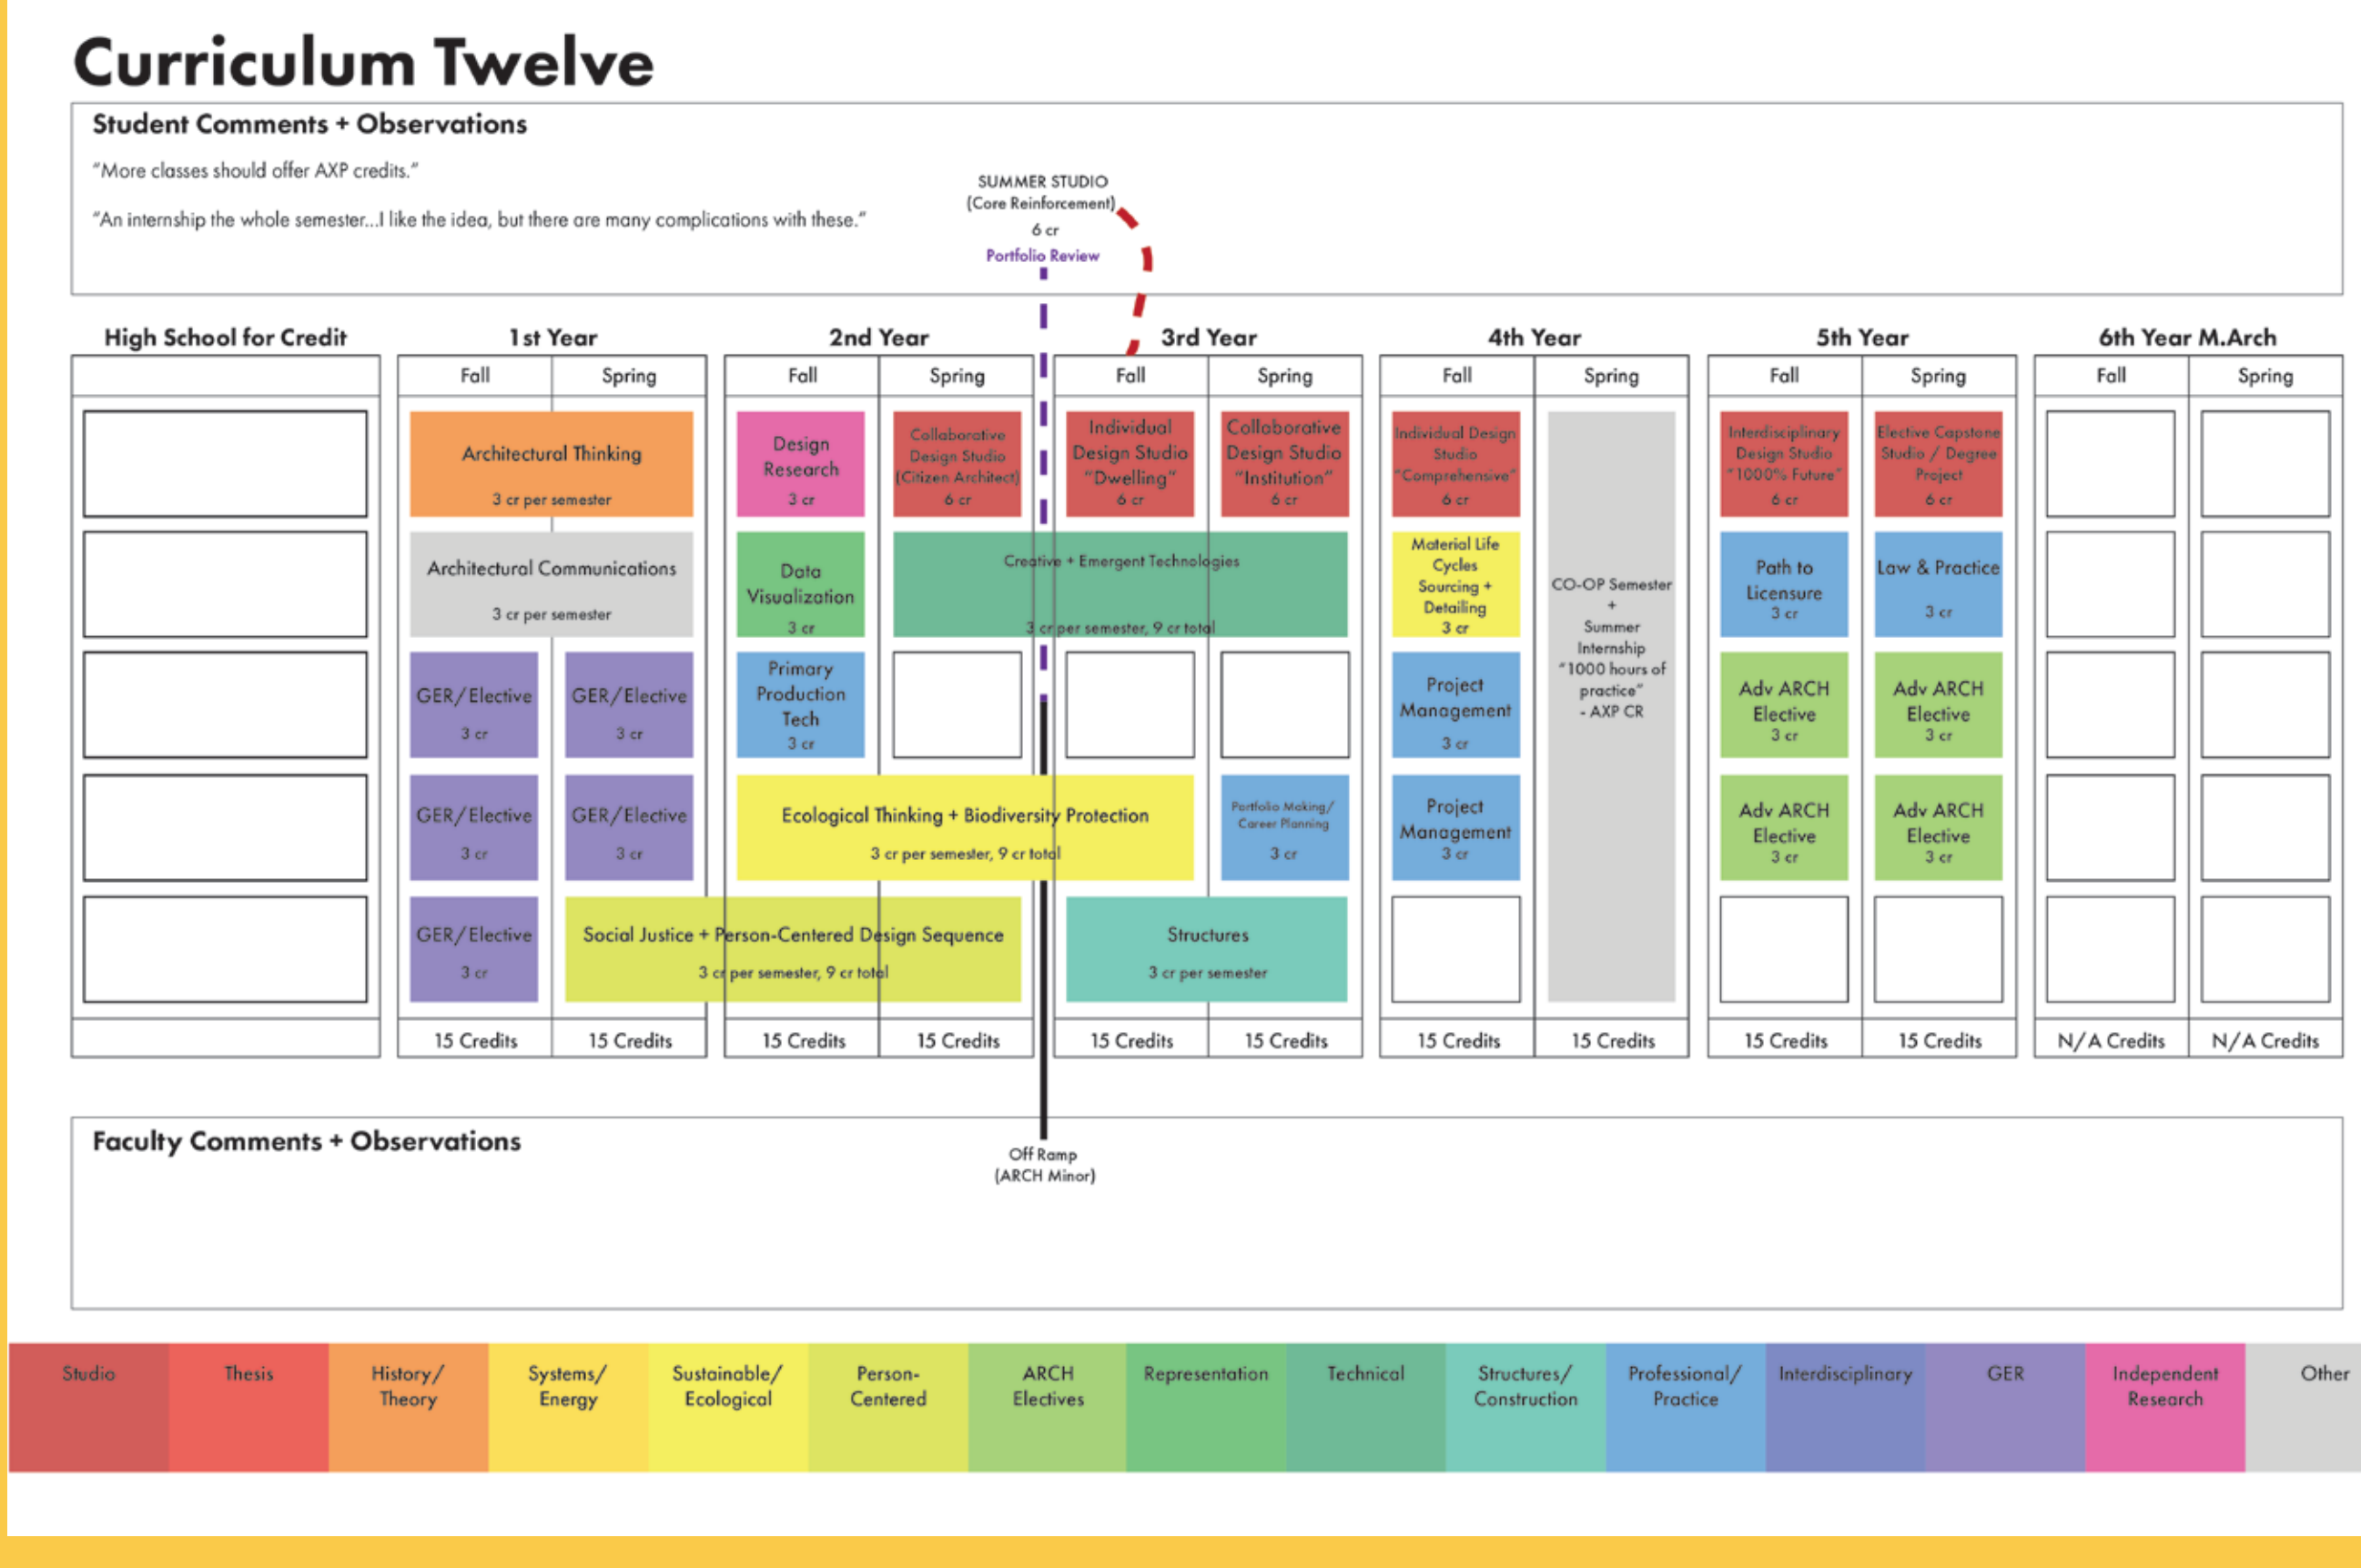 Curriculum Twelve
Student Comments + Observations
“More classes should offer AXP credits.”
“An internship the whole semester...I like the idea, but there are many complications with these.”
SUMMER STUDIO
(Core Reinforcement)
6 cr
Portfolio Review
High School for Credit
1st Year
2nd Year
3rd Year
4th Year
5th Year
6th Year M.Arch
Fall
Spring
Fall
Spring
Fall
Spring
Fall
Spring
Fall
Spring
Fall
Spring
Architectural Thinking
3 cr per semester
Design
Research
3 cr
Collaborative
Design Studio
(Citizen Architect)
6 cr
Individual
Design Studio
“Dwelling”
6 cr
Collaborative
Design Studio
“Institution”
6 cr
Individual Design
Studio
“Comprehensive”
6 cr
Interdisciplinary
Design Studio
“1000% Future”
6 cr
Elective Capstone
Studio / Degree
Project
6 cr
Architectural Communications
3 cr per semester
Data
Visualization
3 cr
Creative + Emergent Technologies
3 cr per semester, 9 cr total
Material Life
Cycles
Sourcing +
Detailing
3 cr
CO-OP Semester
+
Summer
Internship
“1000 hours of
practice”
- AXP CR
Path to
Licensure
3 cr
Law & Practice
3 cr
GER/Elective
3 cr
GER/Elective
3 cr
Primary
Production
Tech
3 cr
Project
Management
3 cr
Adv ARCH
Elective
3 cr
Adv ARCH
Elective
3 cr
GER/Elective
3 cr
GER/Elective
3 cr
Ecological Thinking + Biodiversity Protection
3 cr per semester, 9 cr total
Portfolio Making/
Career Planning
3 cr
Project
Management
3 cr
Adv ARCH
Elective
3 cr
Adv ARCH
Elective
3 cr
GER/Elective
3 cr
Social Justice + Person-Centered Design Sequence
3 cr per semester, 9 cr total
Structures
3 cr per semester
15 Credits
15 Credits
15 Credits
15 Credits
15 Credits
15 Credits
15 Credits
15 Credits
15 Credits
15 Credits
N/A Credits
N/A Credits
Faculty Comments + Observations
Off Ramp
(ARCH Minor)
Studio
Thesis
History/
Theory
Systems/
Energy
Sustainable/
Ecological
Person-
Centered
ARCH
Electives
Representation
Technical
Structures/
Construction
Professional/
Practice
Interdisciplinary
GER
Independent
Research
Other